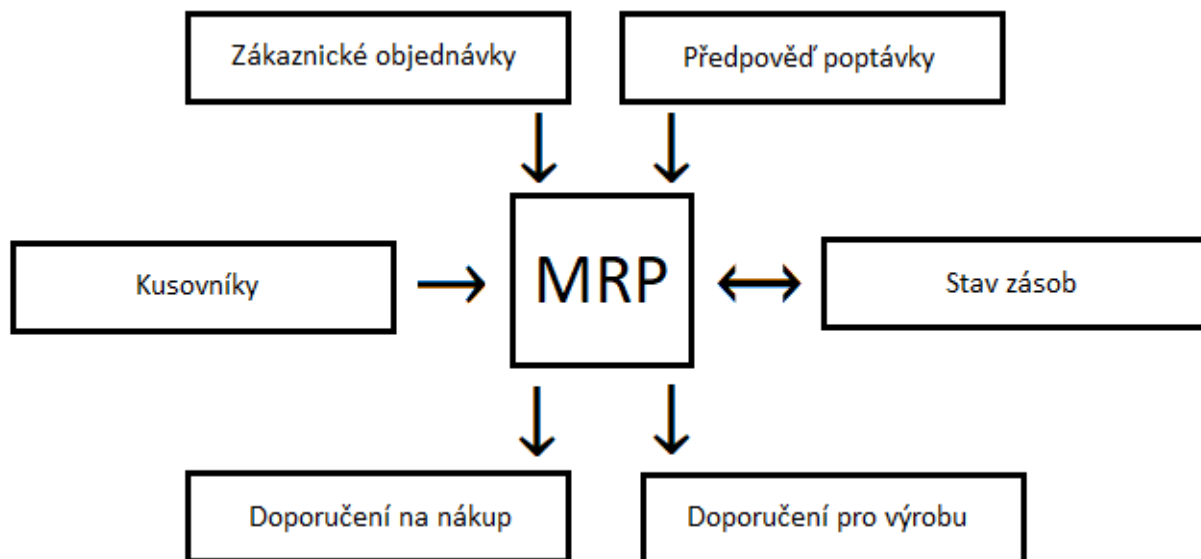 Zákaznické objednávky
Předpověď poptávky
Kusovníky
MRP
Stav zásob
Doporučení na nákup
Doporučení pro výrobu